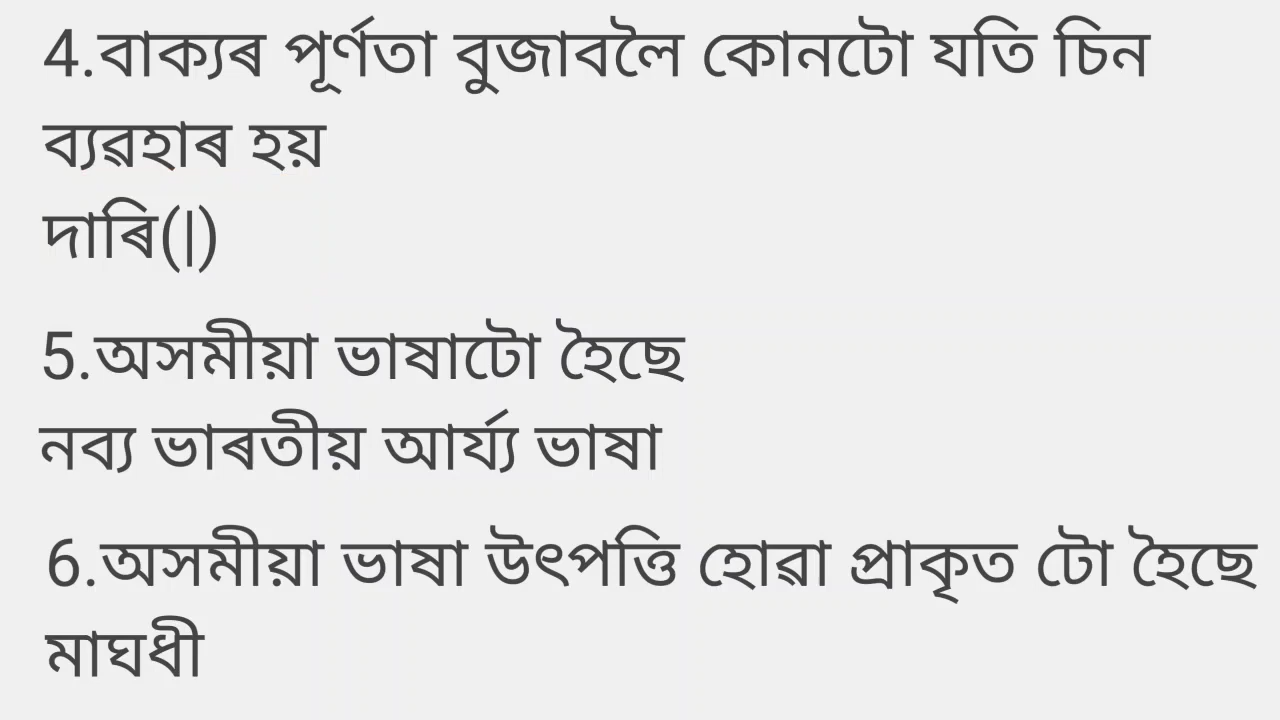 4.বাক্যৰ পূৰ্ণতা বুজাবলৈ কোনটো যতি চিন
ব্যৱহাৰ হয়
দাৰি(|)
5.অসমীয়া ভাষাটো হৈছে
নব্য ভাৰতীয় আৰ্য্য ভাষা
6.অসমীয়া ভাষা উৎপত্তি হোৱা প্ৰাকৃত টো হৈছে
মাঘধী